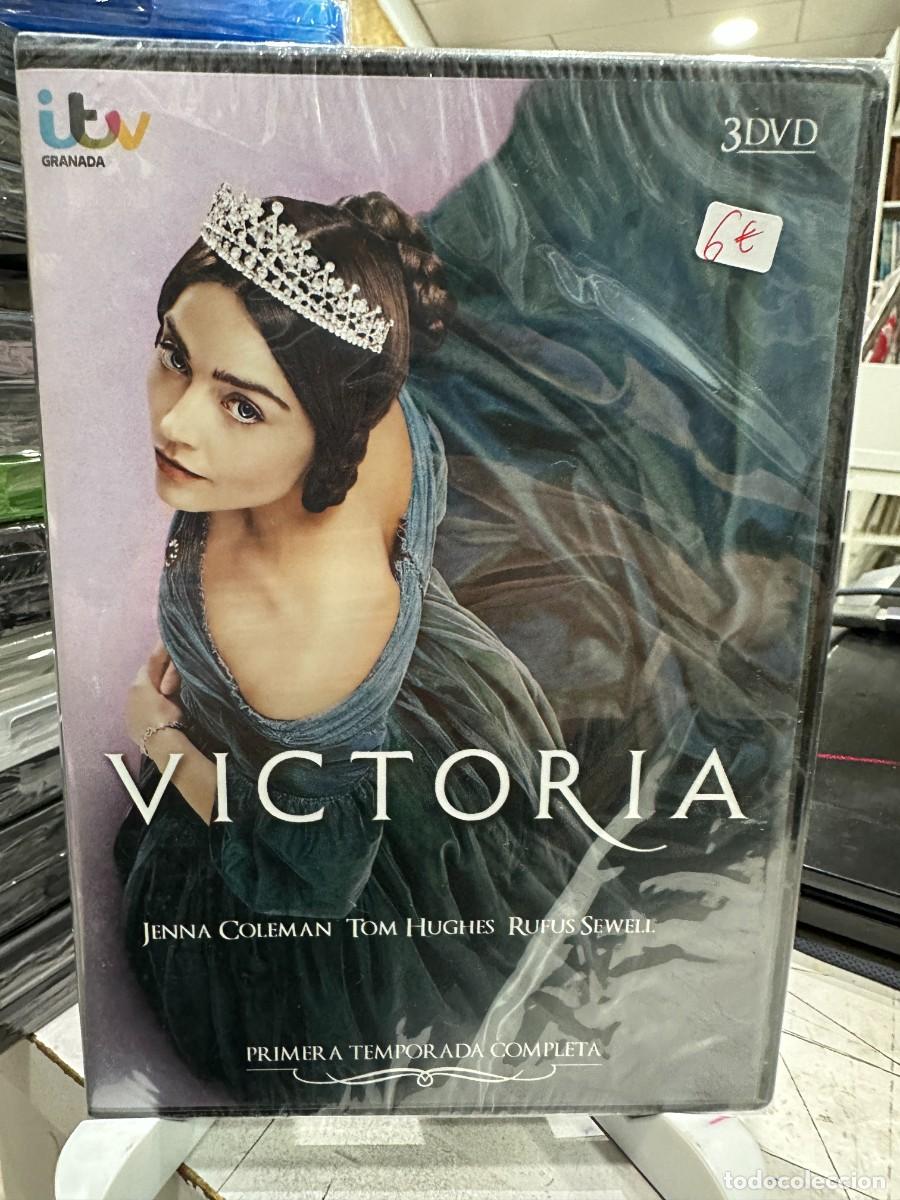 itv
GRANADA
3DVD
6€
VICTORIA
JENNA COLEMAN TOM HUGHES RUFUS SEWELL
PRIMERA TEMPORADA COMPLETA
todocoleccion